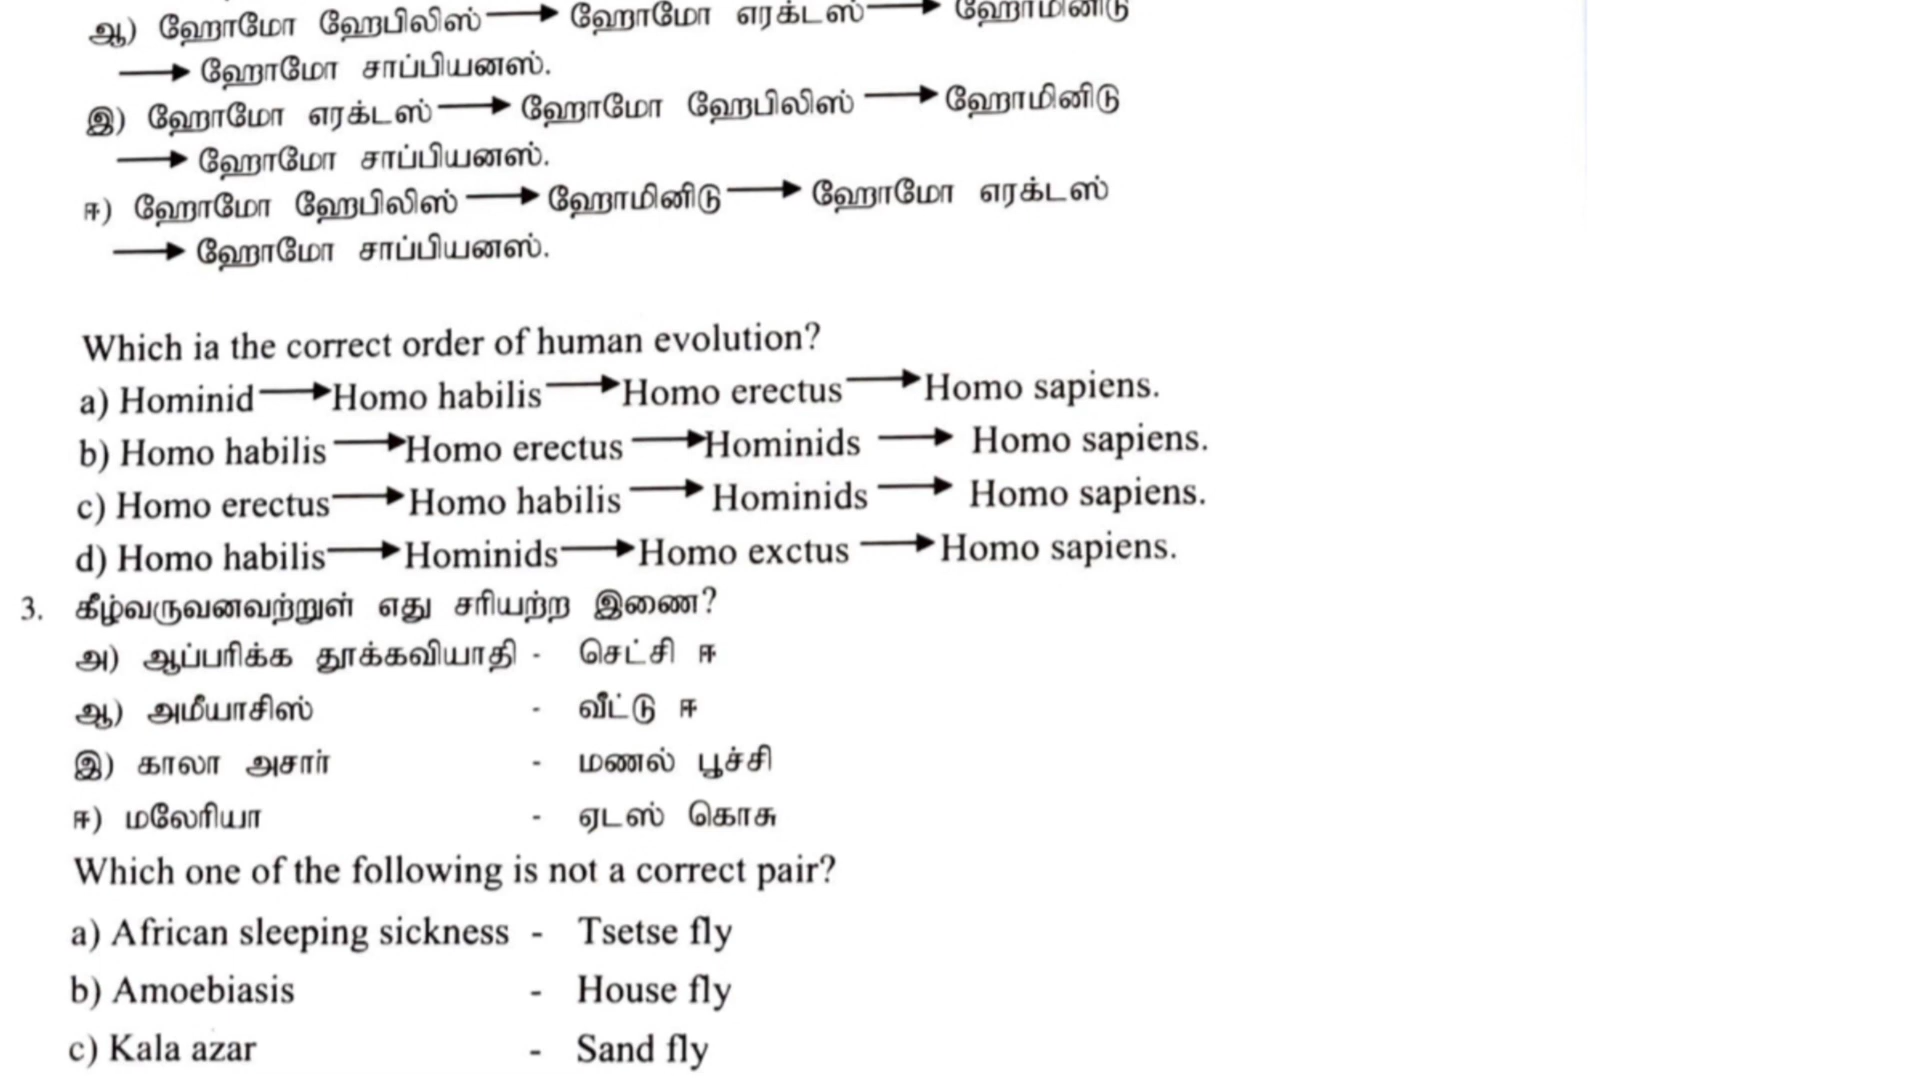 ஆ) ஹோமோ ஹேபிலிஸ் → ஹோமோ எரக்டஸ் → ஹோமினிடு
→ ஹோமோ சாப்பியனஸ்.
இ) ஹோமோ எரக்டஸ் → ஹோமோ ஹேபிலிஸ் → ஹோமினிடு
→ ஹோமோ சாப்பியனஸ்.
ஈ) ஹோமோ ஹேபிலிஸ் → ஹோமினிடு → ஹோமோ எரக்டஸ்
→ ஹோமோ சாப்பியனஸ்.
Which ia the correct order of human evolution?
a) Hominid → Homo habilis → Homo erectus → Homo sapiens.
b) Homo habilis → Homo erectus → Hominids → Homo sapiens.
c) Homo erectus → Homo habilis → Hominids → Homo sapiens.
d) Homo habilis → Hominids → Homo exctus → Homo sapiens.
3. கீழ்வருவனவற்றுள் எது சரியற்ற இணை?
அ) ஆப்பரிக்க தூக்கவியாதி - செட்சி ஈ
ஆ) அமீயாசிஸ் - வீட்டு ஈ
இ) காலா அசார் - மணல் பூச்சி
ஈ) மலேரியா - ஏடஸ் கொசு
Which one of the following is not a correct pair?
a) African sleeping sickness - Tsetse fly
b) Amoebiasis - House fly
c) Kala azar - Sand fly